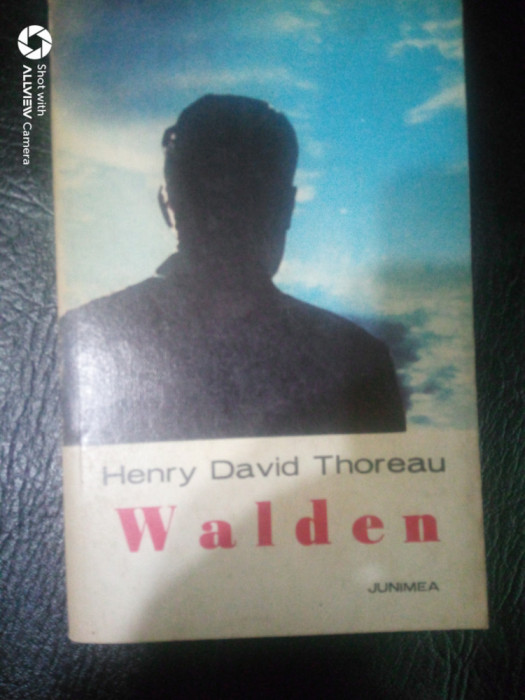 Shot with
ALLVIEW Camera
Henry David Thoreau
Walden
JUNIMEA